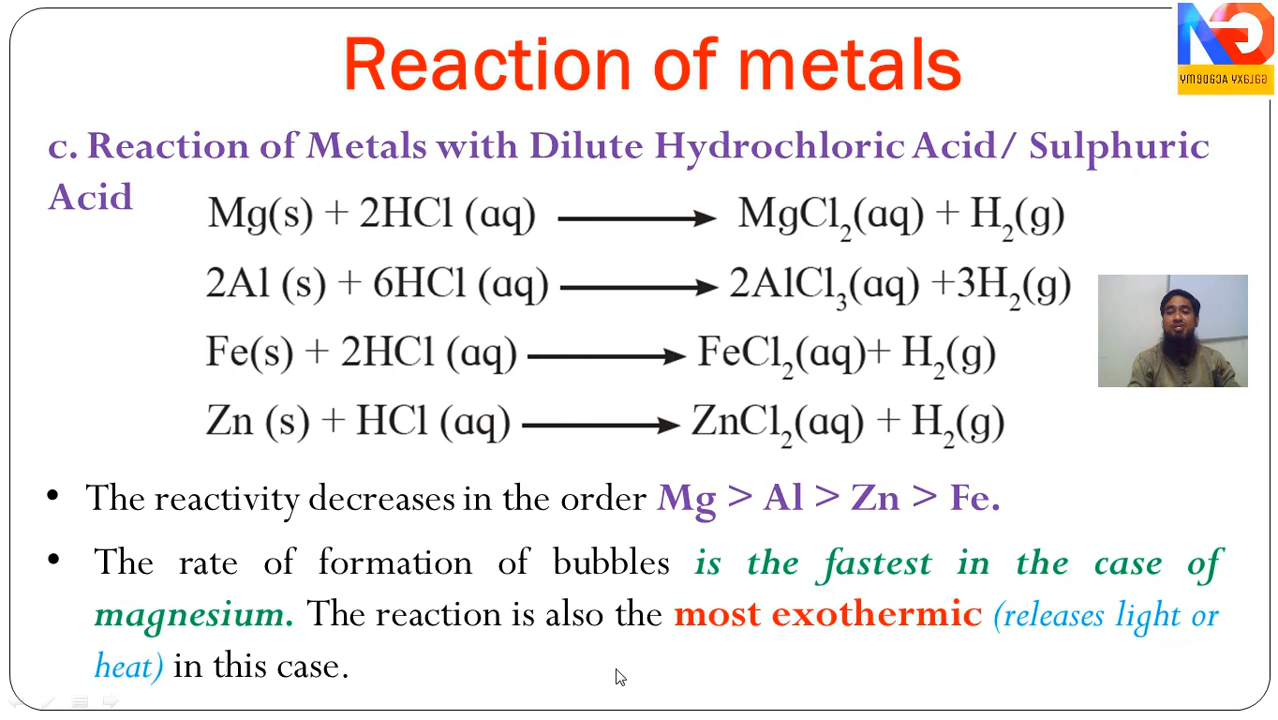 Reaction of metals
GALAXY ACADEMY
c. Reaction of Metals with Dilute Hydrochloric Acid/ Sulphuric
Acid
Mg(s) + 2HCl (aq) ⟶ MgCl₂(aq) + H₂(g)
2Al (s) + 6HCl (aq) ⟶ 2AlCl₃(aq) +3H₂(g)
Fe(s) + 2HCl (aq) ⟶ FeCl₂(aq)+ H₂(g)
Zn (s) + HCl (aq) ⟶ ZnCl₂(aq) + H₂(g)
• The reactivity decreases in the order Mg > Al > Zn > Fe.
• The rate of formation of bubbles is the fastest in the case of
magnesium. The reaction is also the most exothermic (releases light or
heat) in this case.